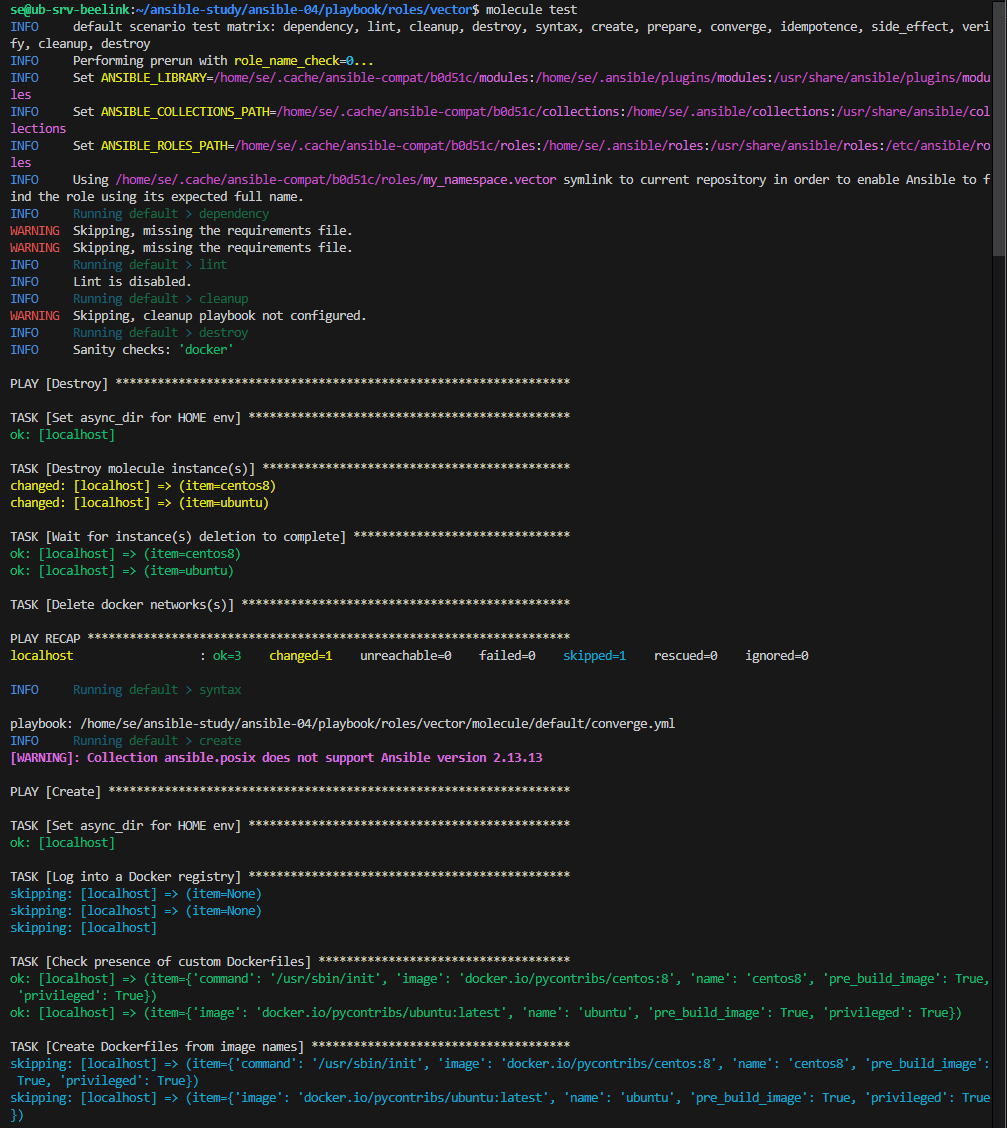 se@ub-srv-beelink:~/ansible-study/ansible-04/playbook/roles/vector$ molecule test
INFO     default scenario test matrix: dependency, lint, cleanup, destroy, syntax, create, prepare, converge, idempotence, side_effect, veri
fy, cleanup, destroy
INFO     Performing prerun with role_name_check=0...
INFO     Set ANSIBLE_LIBRARY=/home/se/.cache/ansible-compat/b0d51c/modules:/home/se/.ansible/plugins/modules:/usr/share/ansible/plugins/modu
les
INFO     Set ANSIBLE_COLLECTIONS_PATH=/home/se/.cache/ansible-compat/b0d51c/collections:/home/se/.ansible/collections:/usr/share/ansible/col
lections
INFO     Set ANSIBLE_ROLES_PATH=/home/se/.cache/ansible-compat/b0d51c/roles:/home/se/.ansible/roles:/usr/share/ansible/roles:/etc/ansible/ro
les
INFO     Using /home/se/.cache/ansible-compat/b0d51c/roles/my_namespace.vector symlink to current repository in order to enable Ansible to f
ind the role using its expected full name.
INFO     Running default > dependency
WARNING  Skipping, missing the requirements file.
WARNING  Skipping, missing the requirements file.
INFO     Running default > lint
INFO     Lint is disabled.
INFO     Running default > cleanup
WARNING  Skipping, cleanup playbook not configured.
INFO     Running default > destroy
INFO     Sanity checks: 'docker'
PLAY [Destroy] *****************************************************************
TASK [Set async_dir for HOME env] **********************************************
ok: [localhost]
TASK [Destroy molecule instance(s)] ********************************************
changed: [localhost] => (item=centos8)
changed: [localhost] => (item=ubuntu)
TASK [Wait for instance(s) deletion to complete] *******************************
ok: [localhost] => (item=centos8)
ok: [localhost] => (item=ubuntu)
TASK [Delete docker networks(s)] ***********************************************
PLAY RECAP *********************************************************************
localhost                  : ok=3    changed=1    unreachable=0    failed=0    skipped=1    rescued=0    ignored=0
INFO     Running default > syntax
playbook: /home/se/ansible-study/ansible-04/playbook/roles/vector/molecule/default/converge.yml
INFO     Running default > create
[WARNING]: Collection ansible.posix does not support Ansible version 2.13.13
PLAY [Create] ******************************************************************
TASK [Set async_dir for HOME env] **********************************************
ok: [localhost]
TASK [Log into a Docker registry] **********************************************
skipping: [localhost] => (item=None)
skipping: [localhost] => (item=None)
skipping: [localhost]
TASK [Check presence of custom Dockerfiles] ************************************
ok: [localhost] => (item={'command': '/usr/sbin/init', 'image': 'docker.io/pycontribs/centos:8', 'name': 'centos8', 'pre_build_image': True,
 'privileged': True})
ok: [localhost] => (item={'image': 'docker.io/pycontribs/ubuntu:latest', 'name': 'ubuntu', 'pre_build_image': True, 'privileged': True})
TASK [Create Dockerfiles from image names] *************************************
skipping: [localhost] => (item={'command': '/usr/sbin/init', 'image': 'docker.io/pycontribs/centos:8', 'name': 'centos8', 'pre_build_image':
 True, 'privileged': True})
skipping: [localhost] => (item={'image': 'docker.io/pycontribs/ubuntu:latest', 'name': 'ubuntu', 'pre_build_image': True, 'privileged': True
})